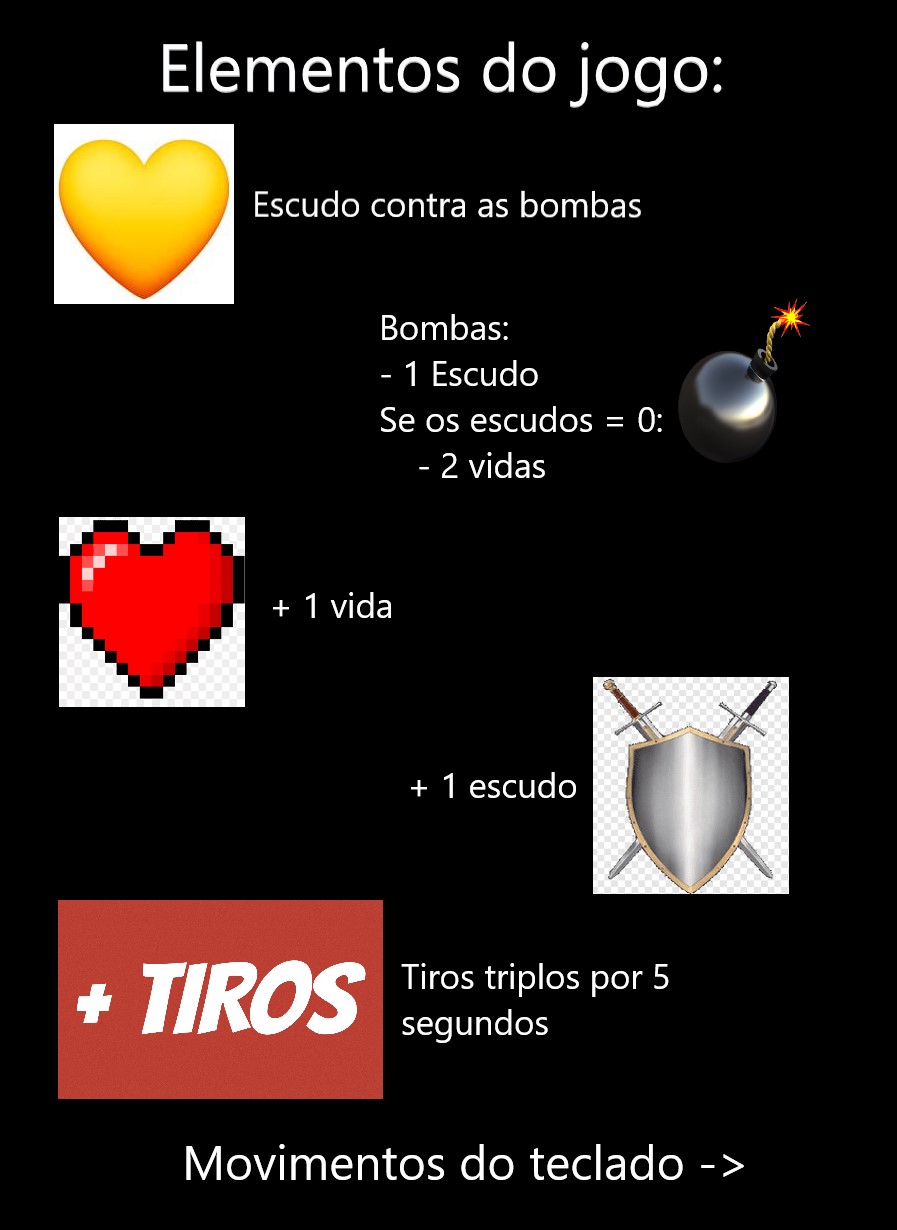 Elementos do jogo:
Escudo contra as bombas
Bombas:
- 1 Escudo
Se os escudos = 0:
- 2 vidas
+ 1 vida
+ 1 escudo
+ TIROS
Tiros triplos por 5
segundos
Movimentos do teclado ->